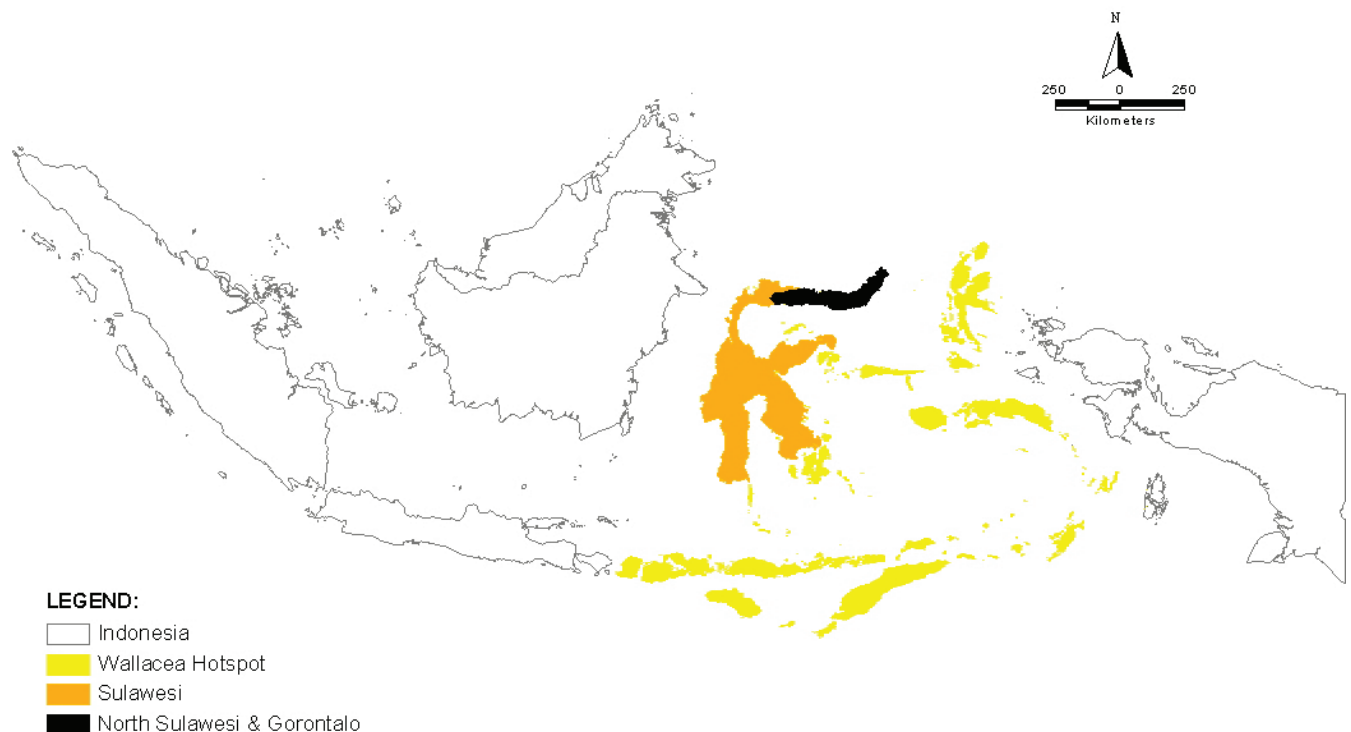 N
250 0 250
Kilometers
LEGEND:
Indonesia
Wallacea Hotspot
Sulawesi
North Sulawesi & Gorontalo